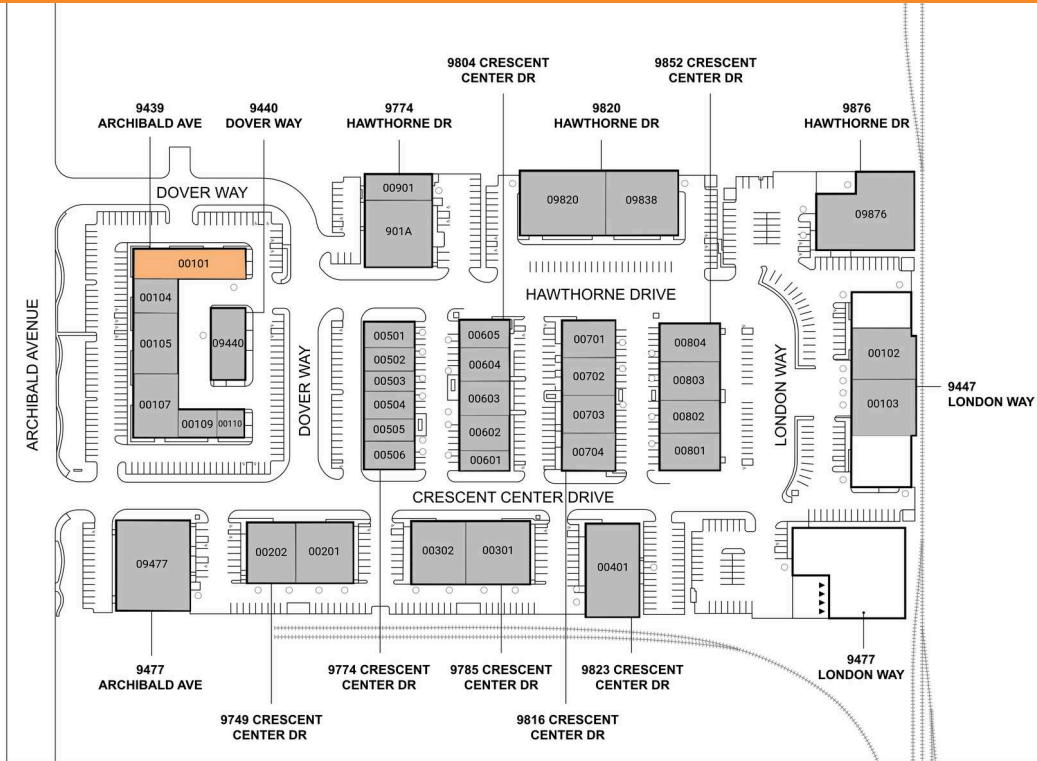 9804 CRESCENT
CENTER DR
9852 CRESCENT
CENTER DR
9439
ARCHIBALD AVE
9440
DOVER WAY
9774
HAWTHORNE DR
9820
HAWTHORNE DR
9876
HAWTHORNE DR
DOVER WAY
00901
901A
09820
09838
09876
00101
00104
00105
00107
00109
00110
09440
HAWTHORNE DRIVE
ARCHIBALD AVENUE
DOVER WAY
LONDON WAY
00501
00502
00503
00504
00505
00506
00605
00604
00603
00602
00601
00701
00702
00703
00704
00804
00803
00802
00801
00102
00103
9447
LONDON WAY
CRESCENT CENTER DRIVE
09477
00202
00201
00302
00301
00401
9477
ARCHIBALD AVE
9774 CRESCENT
CENTER DR
9785 CRESCENT
CENTER DR
9823 CRESCENT
CENTER DR
9477
LONDON WAY
9749 CRESCENT
CENTER DR
9816 CRESCENT
CENTER DR